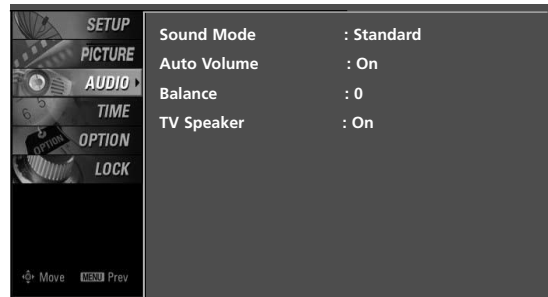 SETUP
PICTURE
AUDIO
TIME
OPTION
LOCK
Move MENU Prev
Sound Mode : Standard
Auto Volume : On
Balance : 0
TV Speaker : On